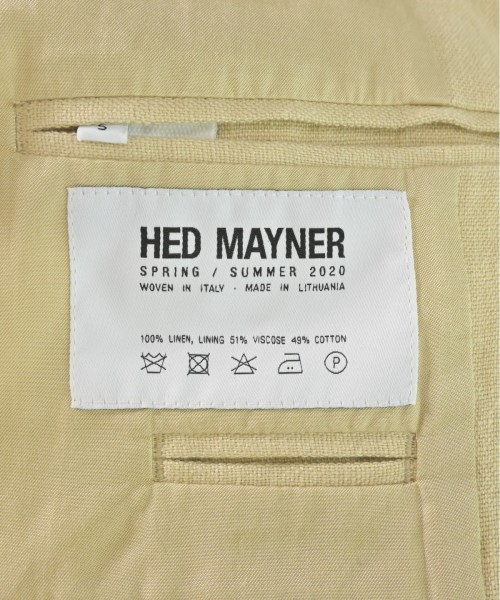 S
HED MAYNER
SPRING / SUMMER 2020
WOVEN IN ITALY · MADE IN LITHUANIA
100% LINEN, LINING 51% VISCOSE 49% COTTON
P